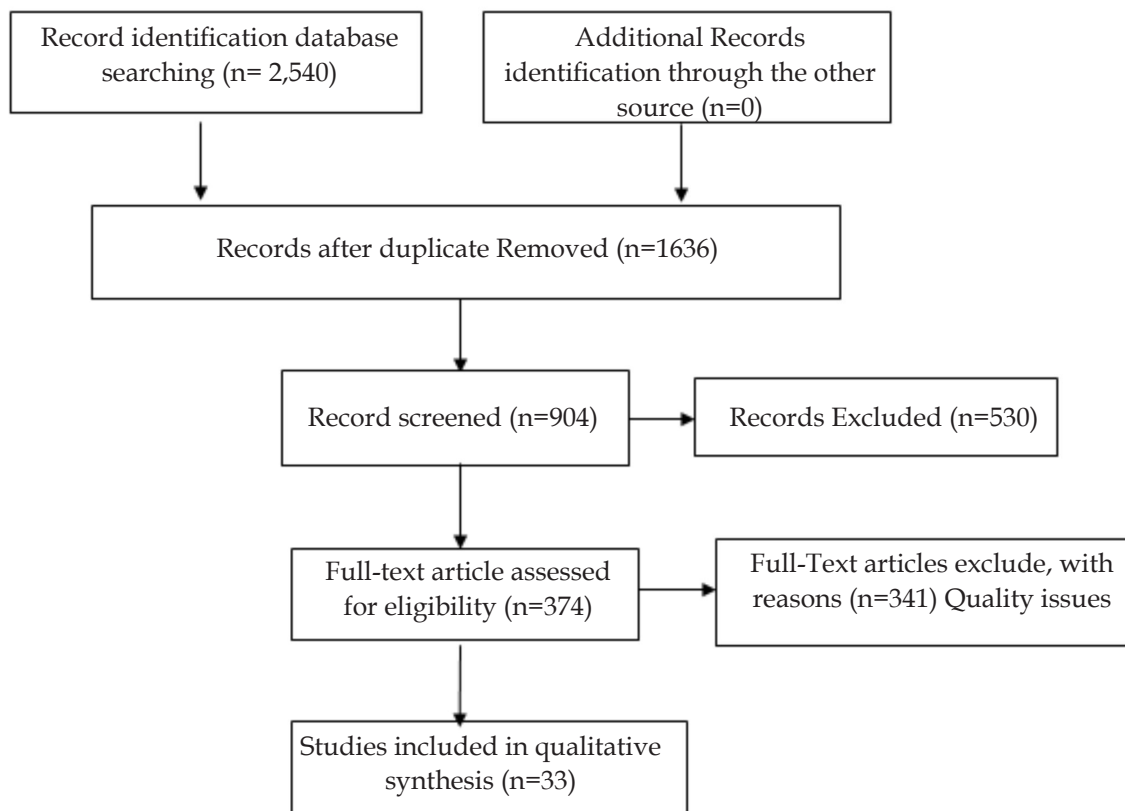 Record identification database
searching (n= 2,540)
Additional Records
identification through the other
source (n=0)
Records after duplicate Removed (n=1636)
Record screened (n=904)
Records Excluded (n=530)
Full-text article assessed
for eligibility (n=374)
Full-Text articles exclude, with
reasons (n=341) Quality issues
Studies included in qualitative
synthesis (n=33)